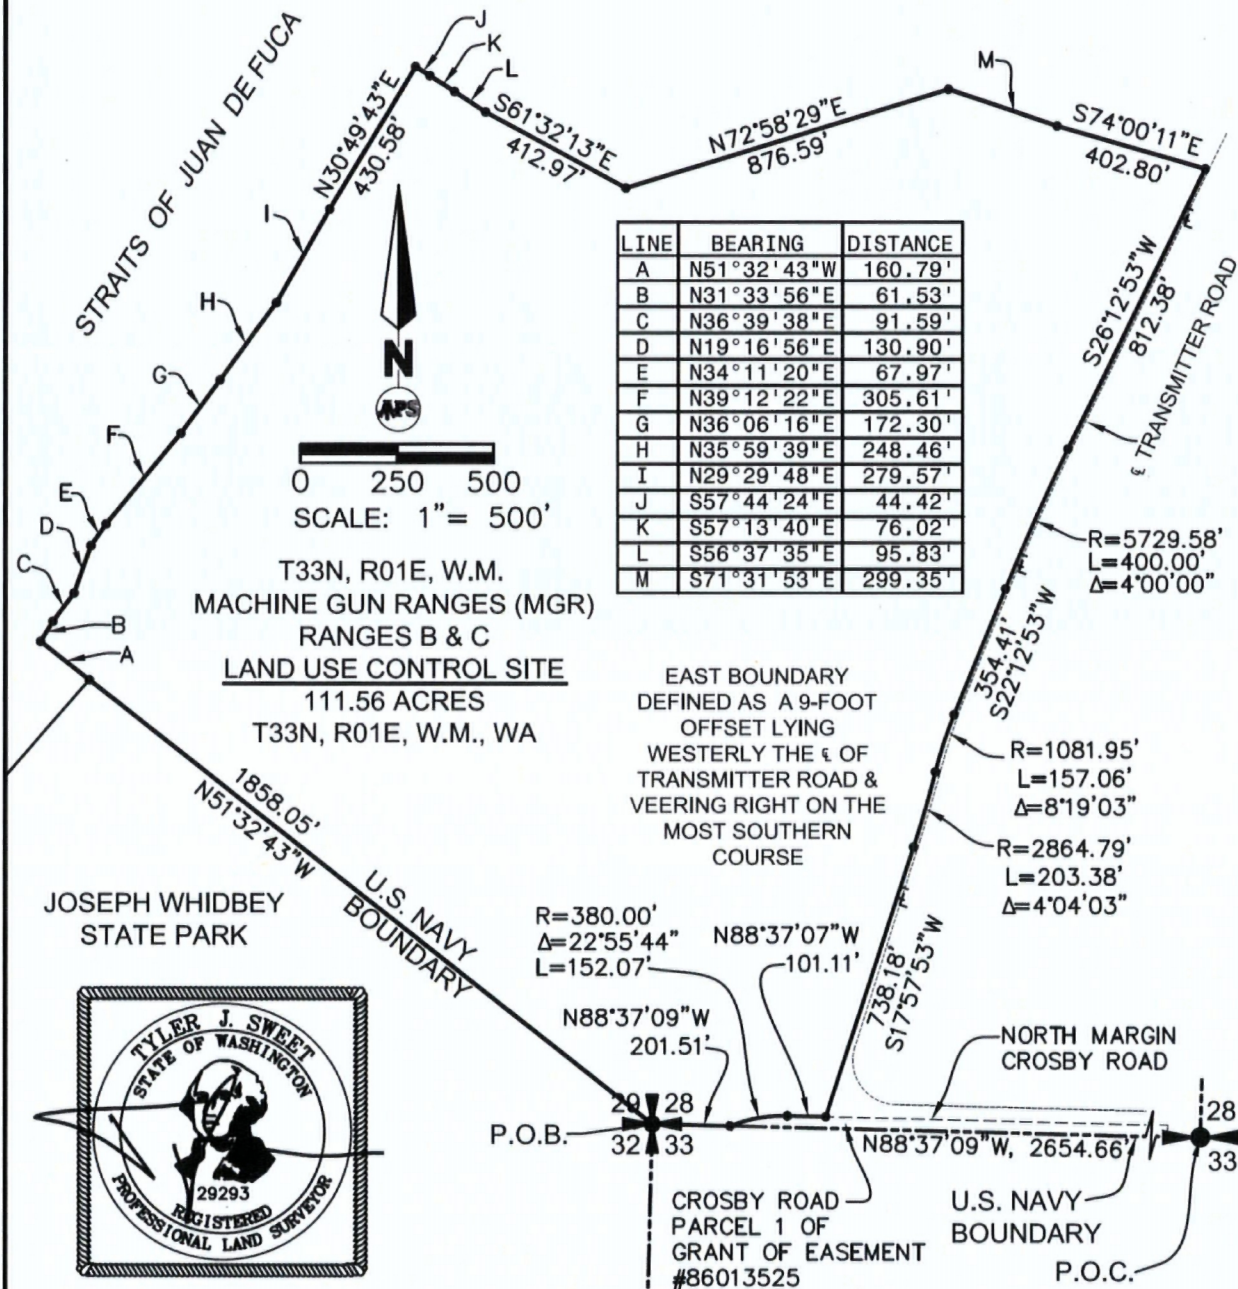 STRAITS OF JUAN DE FUCA
J
K
L
M
N30°49'43"E
430.58'
S61°32'13"E
412.97'
N72°58'29"E
876.59'
S74°00'11"E
402.80'
I
H
G
F
E
D
C
B
A
N
APS
0 250 500
SCALE: 1"= 500'
T33N, R01E, W.M.
MACHINE GUN RANGES (MGR)
RANGES B & C
LAND USE CONTROL SITE
111.56 ACRES
T33N, R01E, W.M., WA
LINE BEARING DISTANCE
A N51°32'43"W 160.79'
B N31°33'56"E 61.53'
C N36°39'38"E 91.59'
D N19°16'56"E 130.90'
E N34°11'20"E 67.97'
F N39°12'22"E 305.61'
G N36°06'16"E 172.30'
H N35°59'39"E 248.46'
I N29°29'48"E 279.57'
J S57°44'24"E 44.42'
K S57°13'40"E 76.02'
L S56°37'35"E 95.83'
M S71°31'53"E 299.35'
S26°12'53"W
812.38'
℄ TRANSMITTER ROAD
℄
R=5729.58'
L=400.00'
Δ=4°00'00"
℄
354.41'
S22°12'53"W
EAST BOUNDARY
DEFINED AS A 9-FOOT
OFFSET LYING
WESTERLY THE ℄ OF
TRANSMITTER ROAD &
VEERING RIGHT ON THE
MOST SOUTHERN
COURSE
R=1081.95'
L=157.06'
Δ=8°19'03"
R=2864.79'
L=203.38'
Δ=4°04'03"
℄
738.18'
S17°57'53"W
1858.05'
N51°32'43"W
U.S. NAVY
BOUNDARY
JOSEPH WHIDBEY
STATE PARK
R=380.00'
Δ=22°55'44"
L=152.07'
N88°37'07"W
101.11'
N88°37'09"W
201.51'
NORTH MARGIN
CROSBY ROAD
P.O.B.
29 28
32 33
N88°37'09"W, 2654.66'
28
33
CROSBY ROAD
PARCEL 1 OF
GRANT OF EASEMENT
#86013525
U.S. NAVY
BOUNDARY
P.O.C.
TYLER J. SWEET
STATE OF WASHINGTON
29293
REGISTERED
PROFESSIONAL LAND SURVEYOR